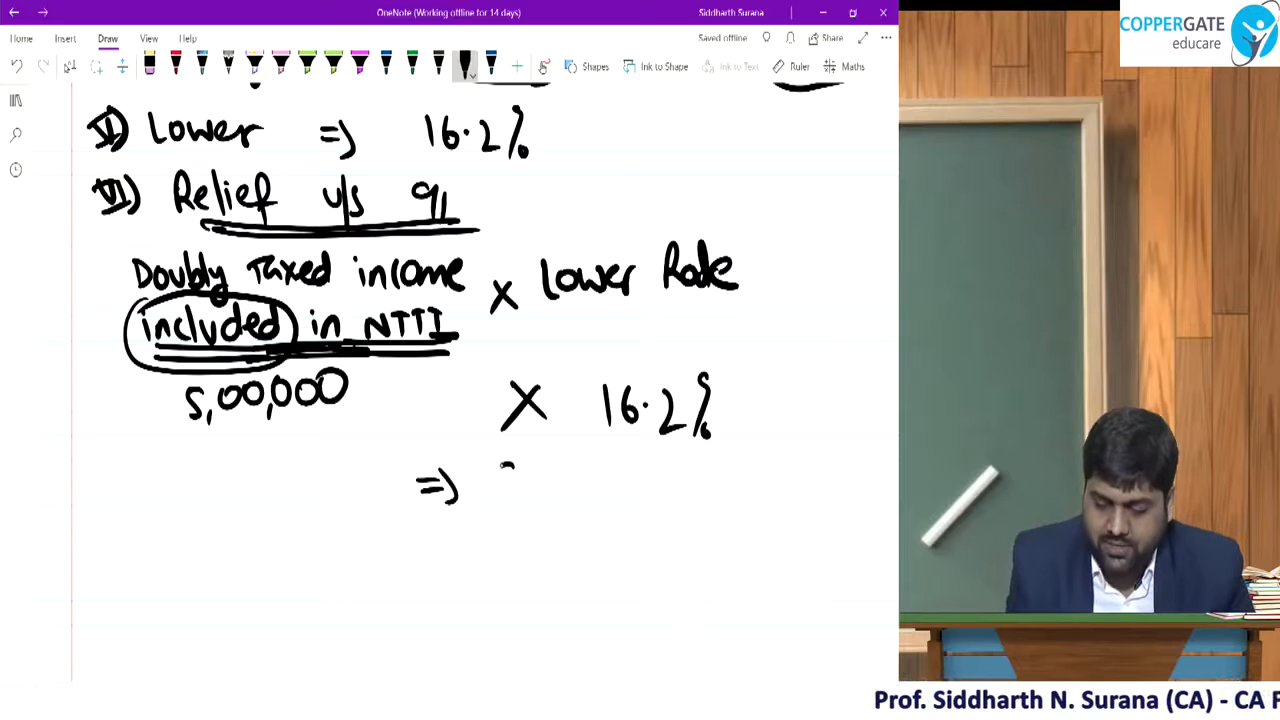 OneNote (Working offline for 14 days)
Siddharth Surana
Home Insert Draw View Help
Saved offline
Share
Shapes
Ink to Shape
Ink to Text
Ruler
Maths
COPPERGATE
educare
V) Lower => 16.2%
VI) Relief u/s 91
Doubly Taxed income × Lower Rate
included in NTTI
5,00,000 × 16.2%
=>
Prof. Siddharth N. Surana (CA) - CA F